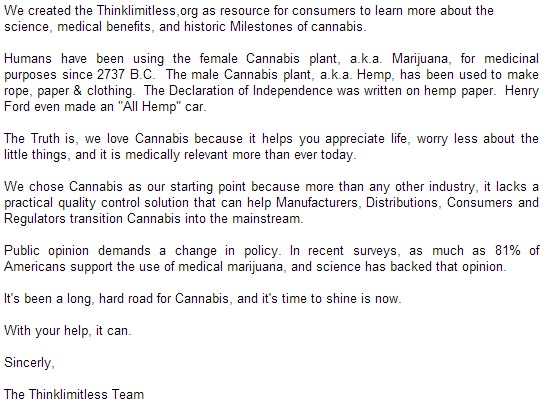 We created the Thinklimitless,org as resource for consumers to learn more about the
science, medical benefits, and historic Milestones of cannabis.
Humans have been using the female Cannabis plant, a.k.a. Marijuana, for medicinal
purposes since 2737 B.C. The male Cannabis plant, a.k.a. Hemp, has been used to make
rope, paper & clothing. The Declaration of Independence was written on hemp paper. Henry
Ford even made an "All Hemp" car.
The Truth is, we love Cannabis because it helps you appreciate life, worry less about the
little things, and it is medically relevant more than ever today.
We chose Cannabis as our starting point because more than any other industry, it lacks a
practical quality control solution that can help Manufacturers, Distributions, Consumers and
Regulators transition Cannabis into the mainstream.
Public opinion demands a change in policy. In recent surveys, as much as 81% of
Americans support the use of medical marijuana, and science has backed that opinion.
It's been a long, hard road for Cannabis, and it's time to shine is now.
With your help, it can.
Sincerly,
The Thinklimitless Team